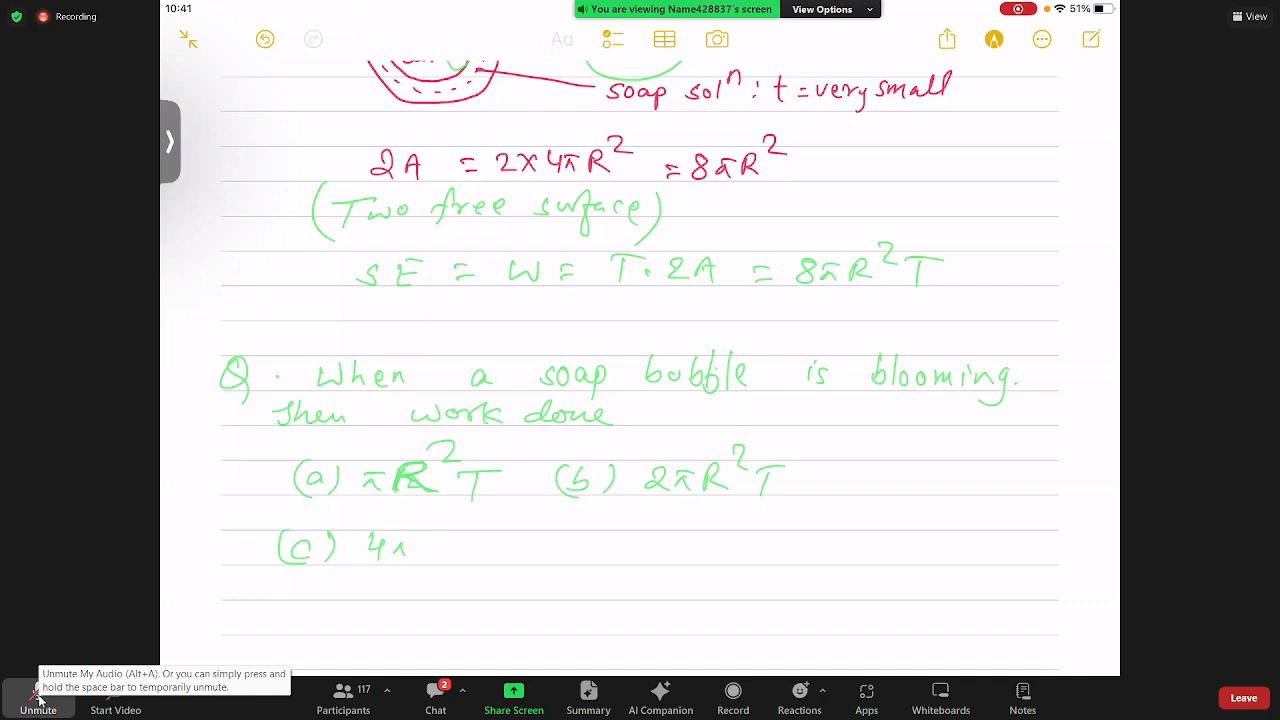 10:41
You are viewing Name428837's screen
View Options
51%
Recording
View
Aa
soap solⁿ : t = very small
2A = 2×4πR² = 8πR²
(Two free surface)
SE = W = T·2A = 8πR²T
Q. When a soap bubble is blooming.
Then work done
(a) πR²T (b) 2πR²T
(c) 4π
Unmute My Audio (Alt+A). Or you can simply press and
hold the space bar to temporarily unmute.
Unmute
Start Video
117
Participants
2
Chat
Share Screen
Summary
AI Companion
Record
Reactions
Apps
Whiteboards
Notes
Leave